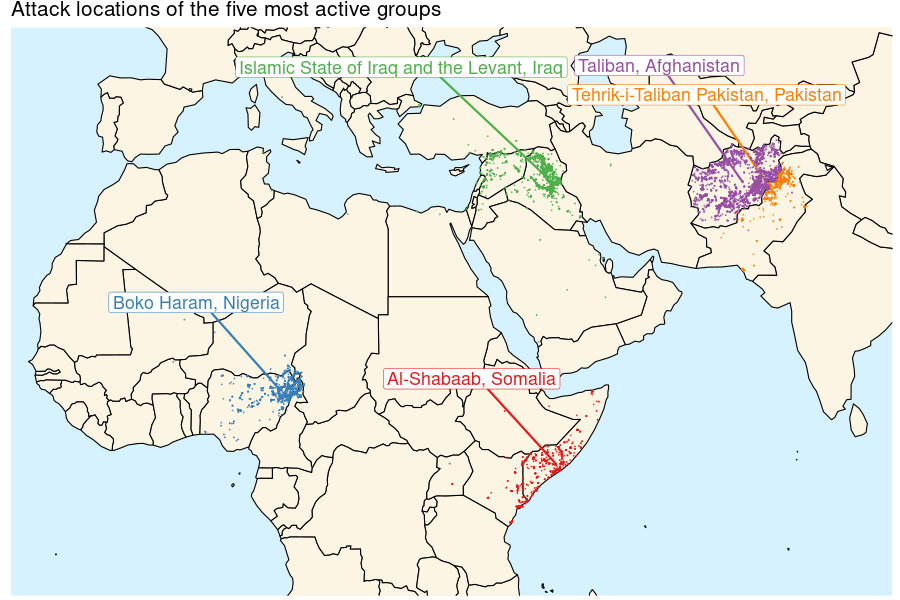 Attack locations of the five most active groups
Islamic State of Iraq and the Levant, Iraq
Taliban, Afghanistan
Tehrik-i-Taliban Pakistan, Pakistan
Boko Haram, Nigeria
Al-Shabaab, Somalia